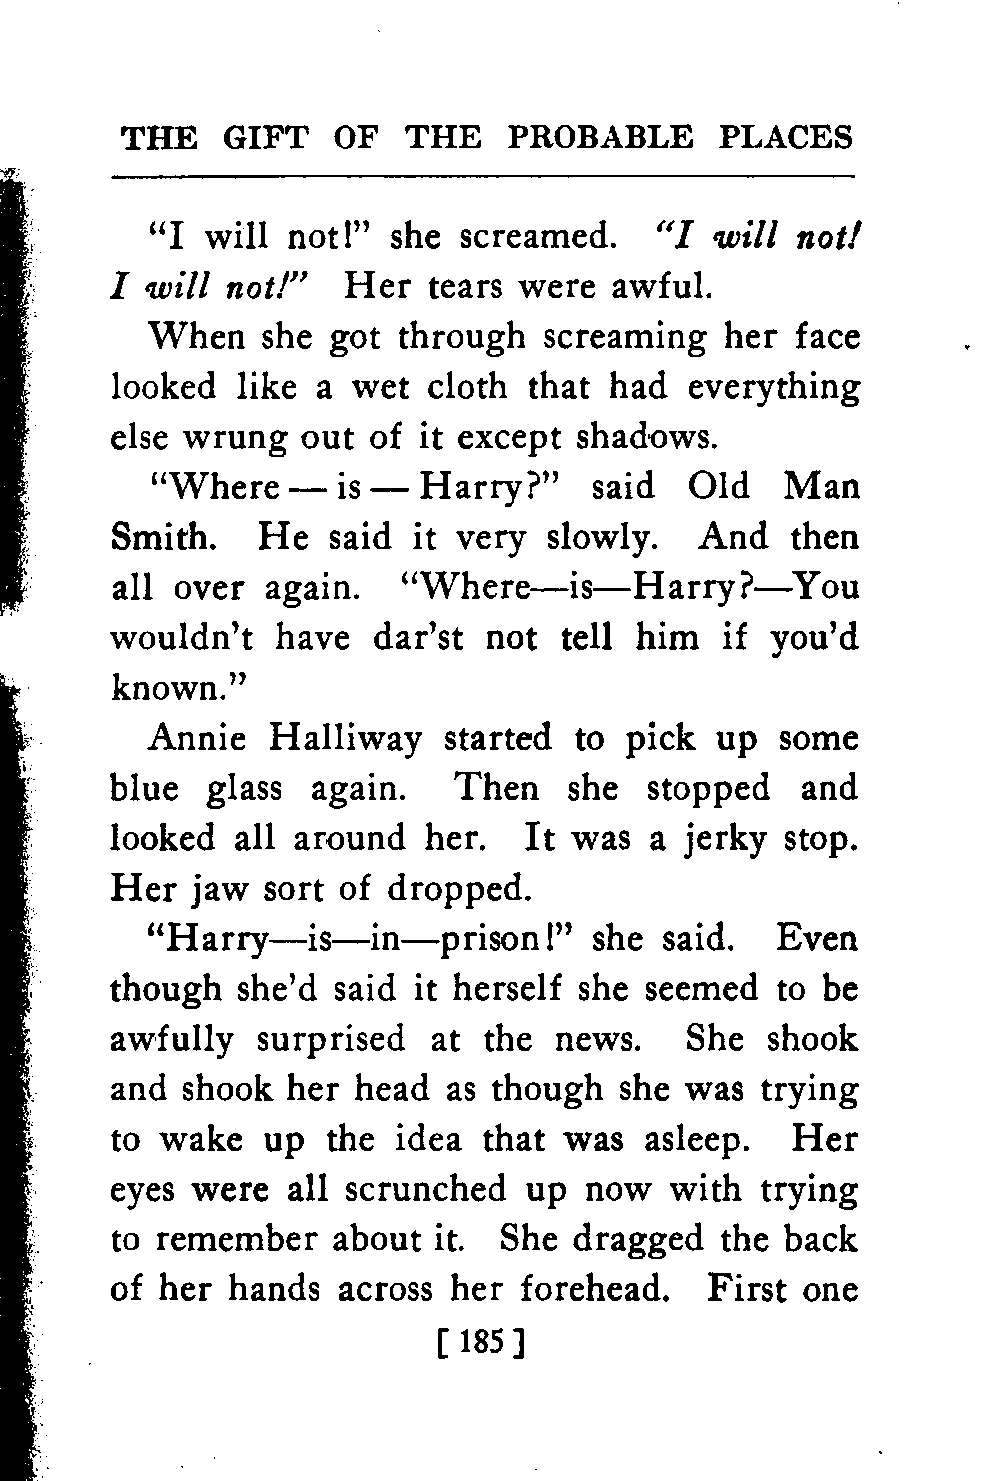 THE GIFT OF THE PROBABLE PLACES
“I will not!” she screamed. “I will not!
I will not!” Her tears were awful.
When she got through screaming her face
looked like a wet cloth that had everything
else wrung out of it except shadows.
“Where — is — Harry?” said Old Man
Smith. He said it very slowly. And then
all over again. “Where—is—Harry?—You
wouldn’t have dar’st not tell him if you’d
known.”
Annie Halliway started to pick up some
blue glass again. Then she stopped and
looked all around her. It was a jerky stop.
Her jaw sort of dropped.
“Harry—is—in—prison!” she said. Even
though she’d said it herself she seemed to be
awfully surprised at the news. She shook
and shook her head as though she was trying
to wake up the idea that was asleep. Her
eyes were all scrunched up now with trying
to remember about it. She dragged the back
of her hands across her forehead. First one
[ 185 ]